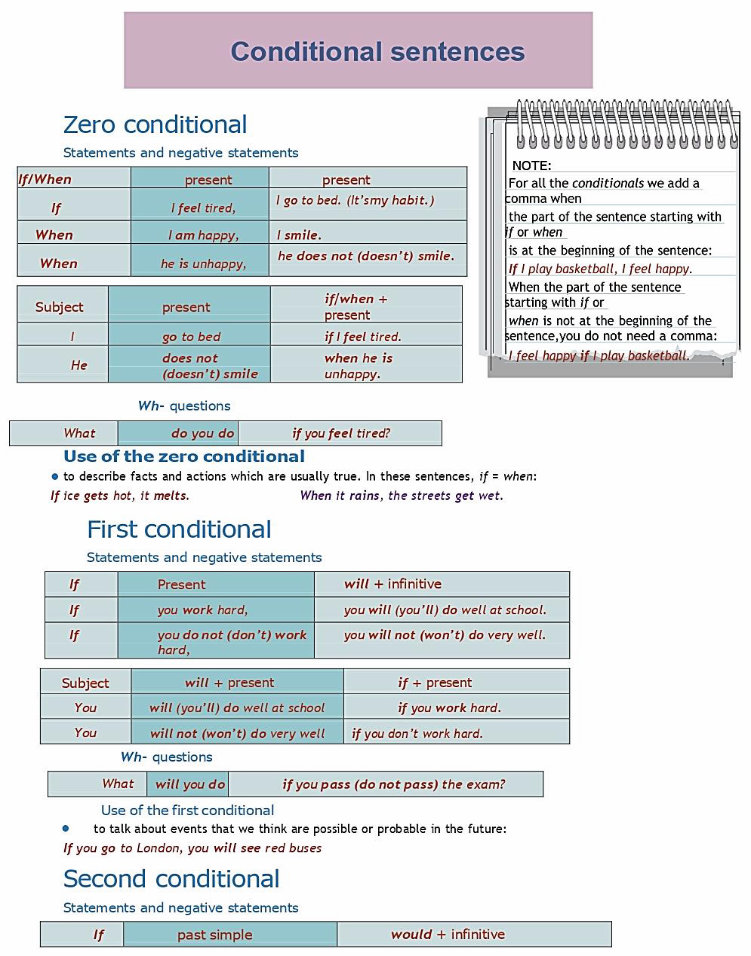 Conditional sentences
Zero conditional
Statements and negative statements
If/When present present
If I feel tired, I go to bed. (It'smy habit.)
When I am happy, I smile.
When he is unhappy, he does not (doesn't) smile.
Subject present if/when +
present
I go to bed if I feel tired.
He does not
(doesn't) smile when he is
unhappy.
Wh- questions
What do you do if you feel tired?
NOTE:
For all the conditionals we add a
comma when
the part of the sentence starting with
if or when
is at the beginning of the sentence:
If I play basketball, I feel happy.
When the part of the sentence
starting with if or
when is not at the beginning of the
sentence,you do not need a comma:
I feel happy if I play basketball.
Use of the zero conditional
• to describe facts and actions which are usually true. In these sentences, if = when:
If ice gets hot, it melts. When it rains, the streets get wet.
First conditional
Statements and negative statements
If Present will + infinitive
If you work hard, you will (you'll) do well at school.
If you do not (don't) work
hard, you will not (won't) do very well.
Subject will + present if + present
You will (you'll) do well at school if you work hard.
You will not (won't) do very well if you don't work hard.
Wh- questions
What will you do if you pass (do not pass) the exam?
Use of the first conditional
• to talk about events that we think are possible or probable in the future:
If you go to London, you will see red buses
Second conditional
Statements and negative statements
If past simple would + infinitive